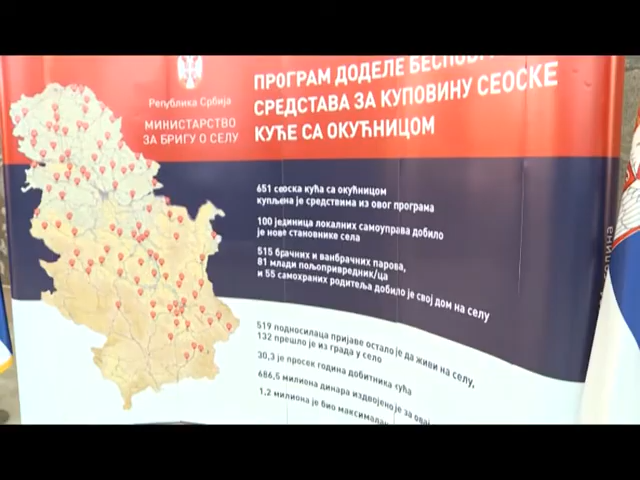 Република Србија
МИНИСТАРСТВО
ЗА БРИГУ О СЕЛУ
ПРОГРАМ ДОДЕЛЕ
СРЕДСТАВА ЗА КУПОВИНУ СЕОСКЕ
КУЋЕ СА ОКУЋНИЦОМ
651 сеоска кућа са окућницом
купљена је средствима из овог програма
100 јединица локалних самоуправа добило
је нове становнике села
515 брачних и ванбрачних парова,
81 млади пољопривредник/ца
и 55 самохраних родитеља добило је свој дом на селу
519 подносилаца пријаве остало је да живи на селу,
132 прешло је из града у село
30,3 је просек година добитника кућа
686,5 милиона динара издвојено је за
1,2 милиона је био